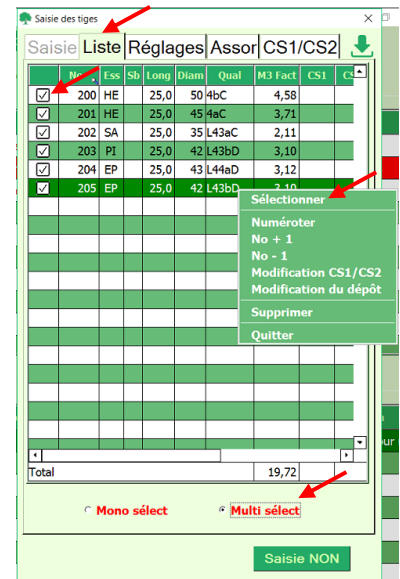 Saisie des tiges
Saisie Liste Réglages Assor CS1/CS2
Ess Sb Long Diam Qual M3 Fact CS1
200 HE 25,0 50 4bC 4,58
201 HE 25,0 45 4aC 3,71
202 SA 25,0 35 L43aC 2,11
203 PI 25,0 42 L43bD 3,10
204 EP 25,0 43 L44aD 3,12
205 EP 25,0 42 L43bD 3,10
Sélectionner
Numéroter
No + 1
No - 1
Modification CS1/CS2
Modification du dépôt
Supprimer
Quitter
Total 19,72
Mono sélect Multi sélect
Saisie NON